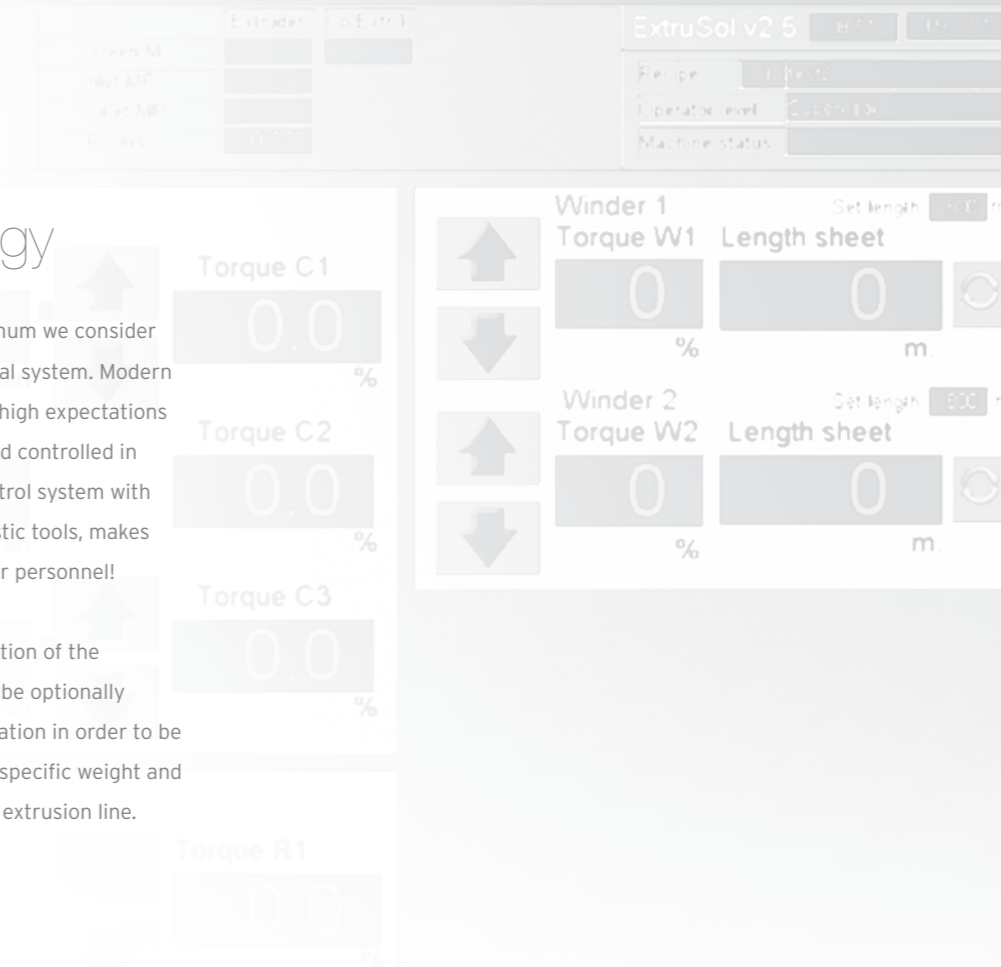 Extruder
ExtruSol v2 5
Recipe
Operator level Supervisor
Machine status
gy
num we consider
al system. Modern
high expectations
d controlled in
trol system with
stic tools, makes
r personnel!
tion of the
be optionally
ation in order to be
specific weight and
extrusion line.
Torque C1
0.0
%
Torque C2
0.0
%
Torque C3
0.0
%
Torque R1
0.0
%
Winder 1 Set length
Torque W1 Length sheet
0 0
% m.
Winder 2 Set length 600
Torque W2 Length sheet
0 0
% m.